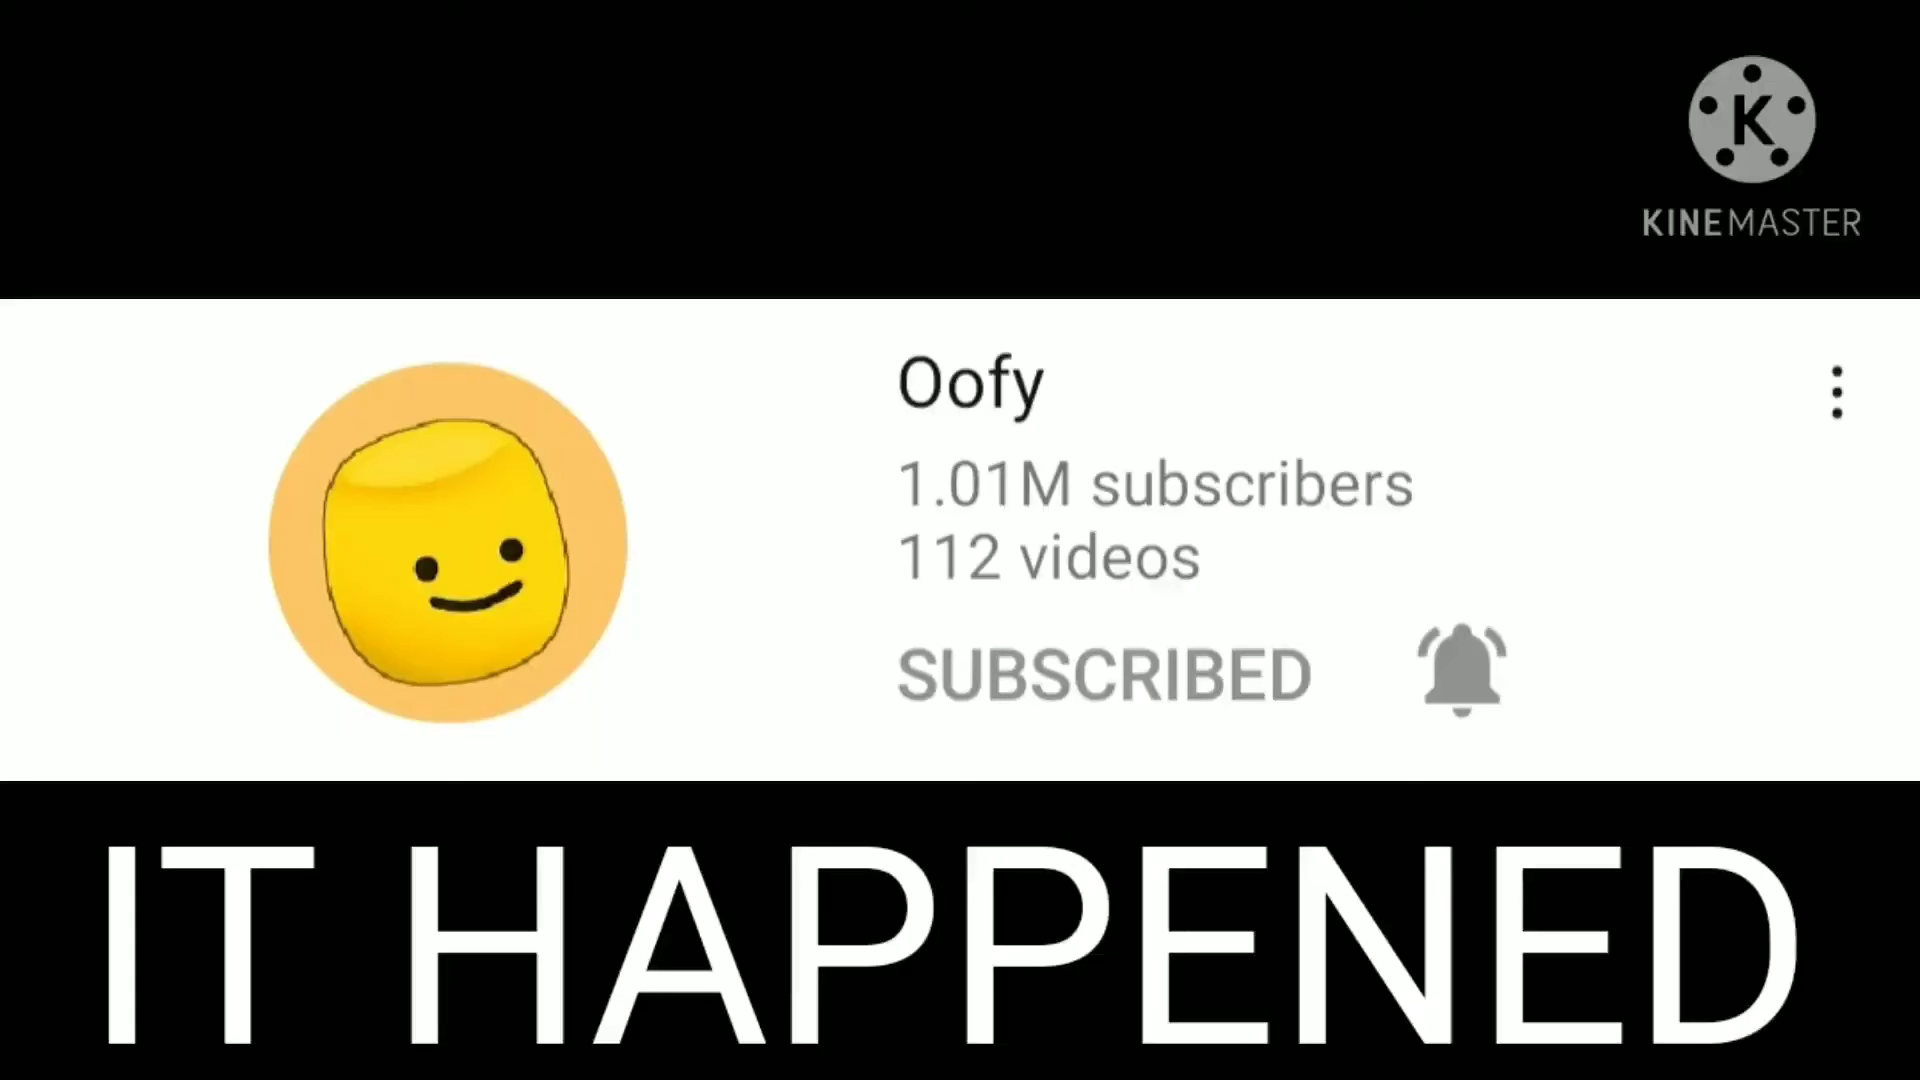 K
KINEMASTER
Oofy
1.01M subscribers
112 videos
SUBSCRIBED
IT HAPPENED